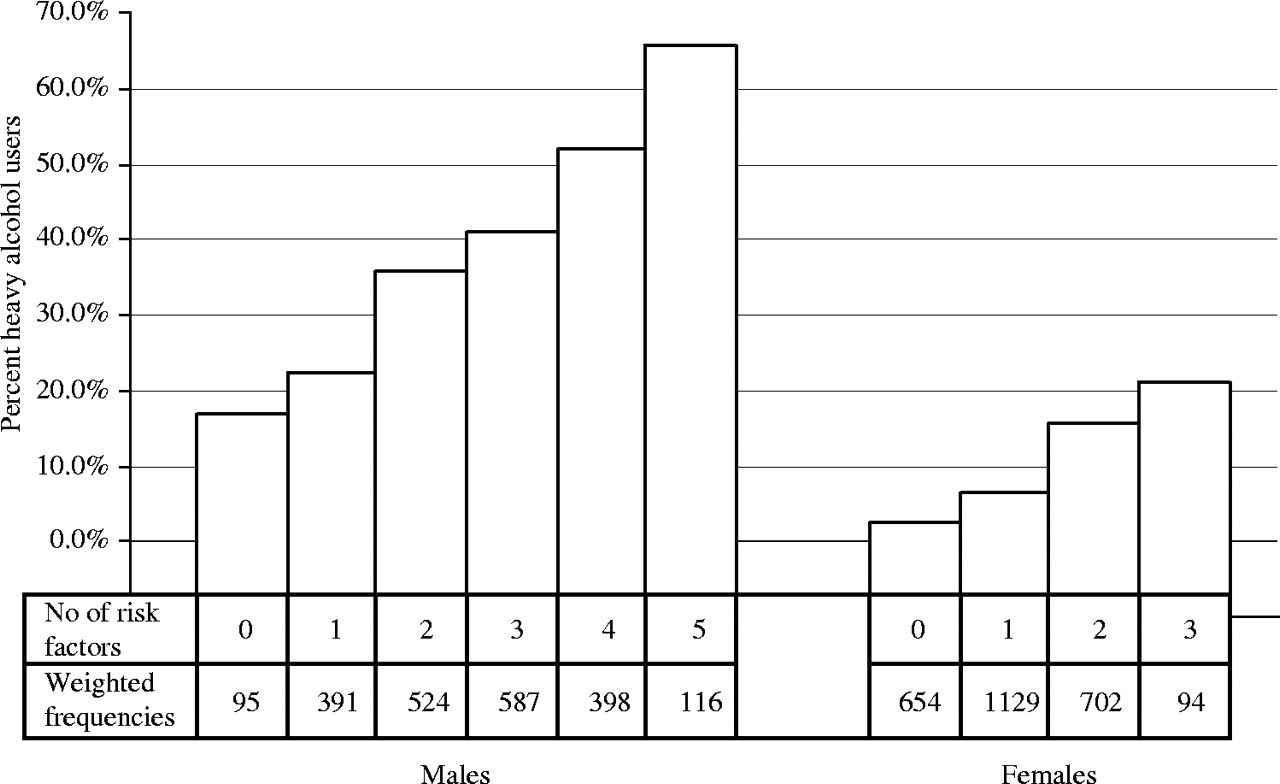 70.0%
60.0%
50.0%
40.0%
30.0%
20.0%
10.0%
0.0%
Percent heavy alcohol users
No of risk factors 0 1 2 3 4 5 0 1 2 3
Weighted frequencies 95 391 524 587 398 116 654 1129 702 94
Males Females